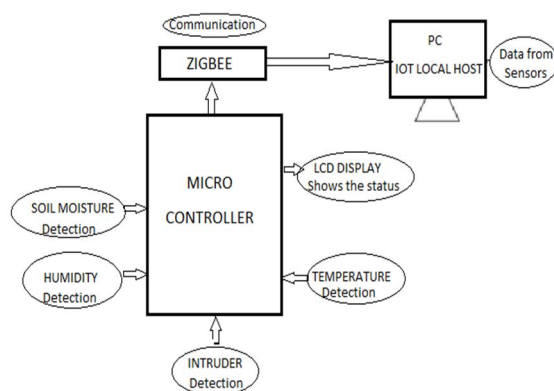 Communication
ZIGBEE
PC
IOT LOCAL HOST
Data from
Sensors
MICRO
CONTROLLER
LCD DISPLAY
Shows the status
SOIL MOISTURE
Detection
HUMIDITY
Detection
TEMPERATURE
Detection
INTRUDER
Detection